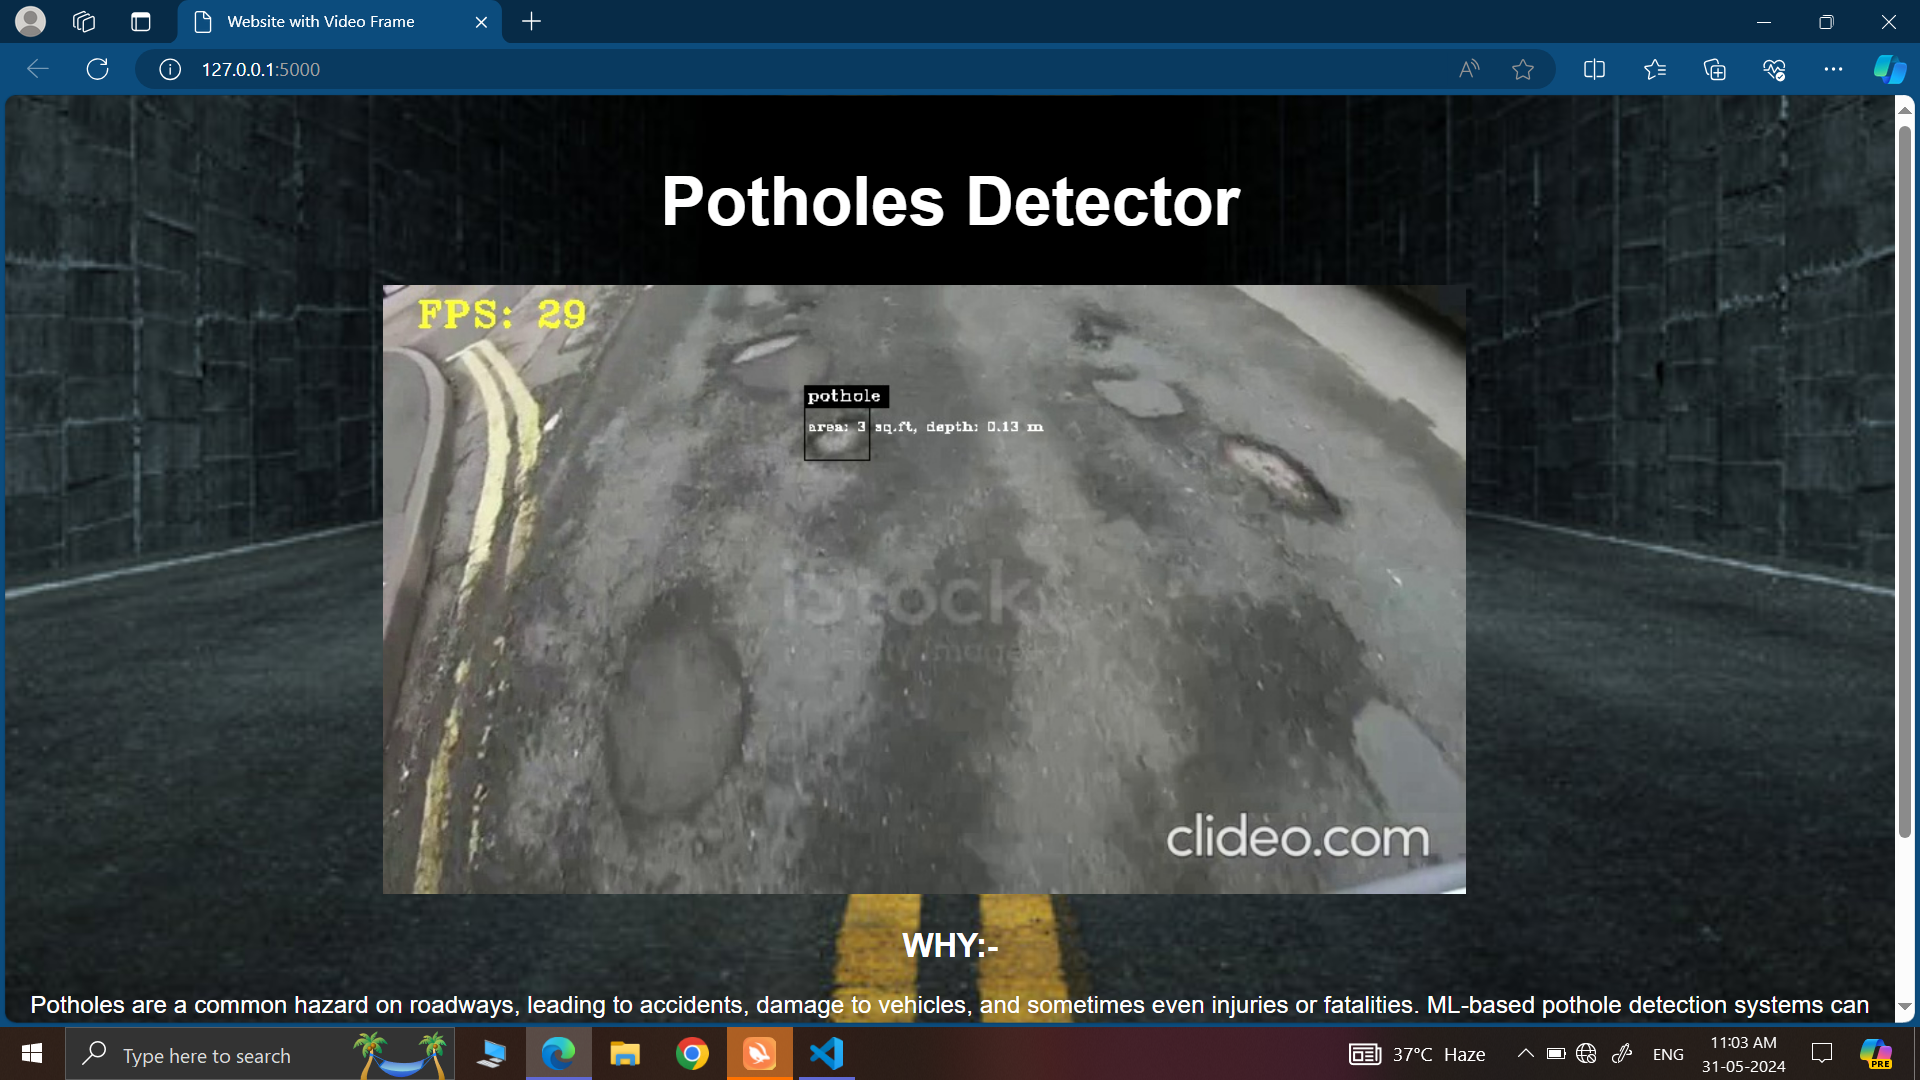 Website with Video Frame
127.0.0.1:5000
Potholes Detector
FPS: 29
pothole
area: 3 sq.ft, depth: 0.13 m
iStock
clideo.com
WHY:-
Potholes are a common hazard on roadways, leading to accidents, damage to vehicles, and sometimes even injuries or fatalities. ML-based pothole detection systems can
Type here to search
37°C Haze
ENG
11:03 AM
31-05-2024
PRE